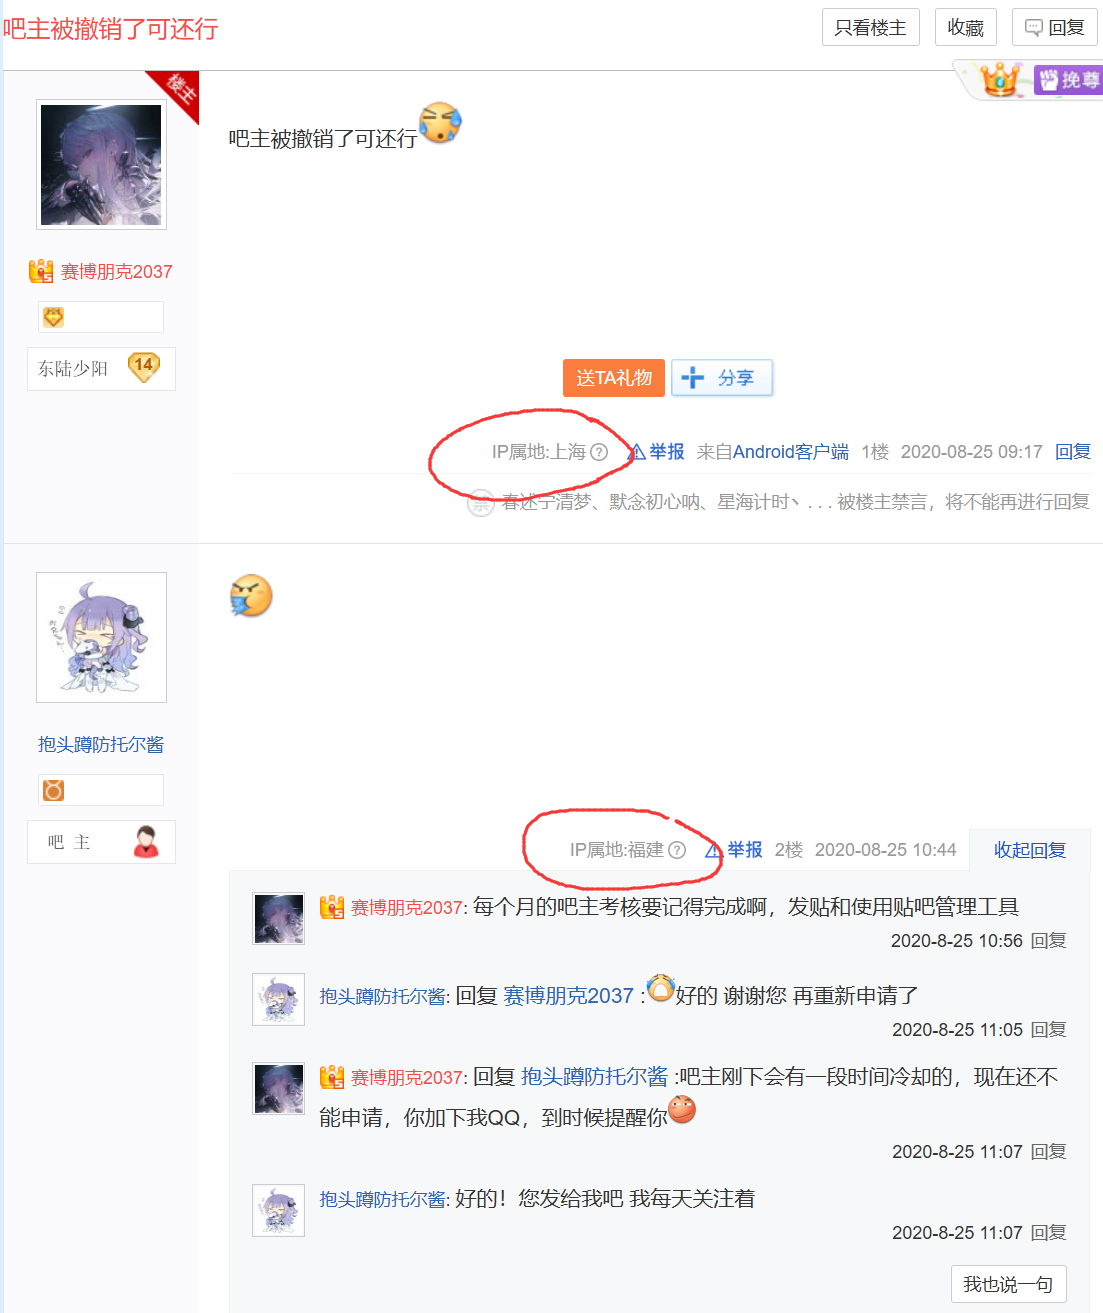 吧主被撤销了可还行
只看楼主
收藏
回复
挽尊
楼主
吧主被撤销了可还行
赛博朋克2037
东陆少阳 14
送TA礼物
分享
IP属地:上海 举报 来自Android客户端 1楼 2020-08-25 09:17 回复
禁 春述宁清梦、默念初心呐、星海计时丶. . . 被楼主禁言，将不能再进行回复
抱头蹲防托尔酱
吧 主
IP属地:福建 举报 2楼 2020-08-25 10:44 收起回复
赛博朋克2037: 每个月的吧主考核要记得完成啊，发贴和使用贴吧管理工具
2020-8-25 10:56 回复
抱头蹲防托尔酱: 回复 赛博朋克2037 :好的 谢谢您 再重新申请了
2020-8-25 11:05 回复
赛博朋克2037: 回复 抱头蹲防托尔酱 :吧主刚下会有一段时间冷却的，现在还不
能申请，你加下我QQ，到时候提醒你
2020-8-25 11:07 回复
抱头蹲防托尔酱: 好的！您发给我吧 我每天关注着
2020-8-25 11:07 回复
我也说一句